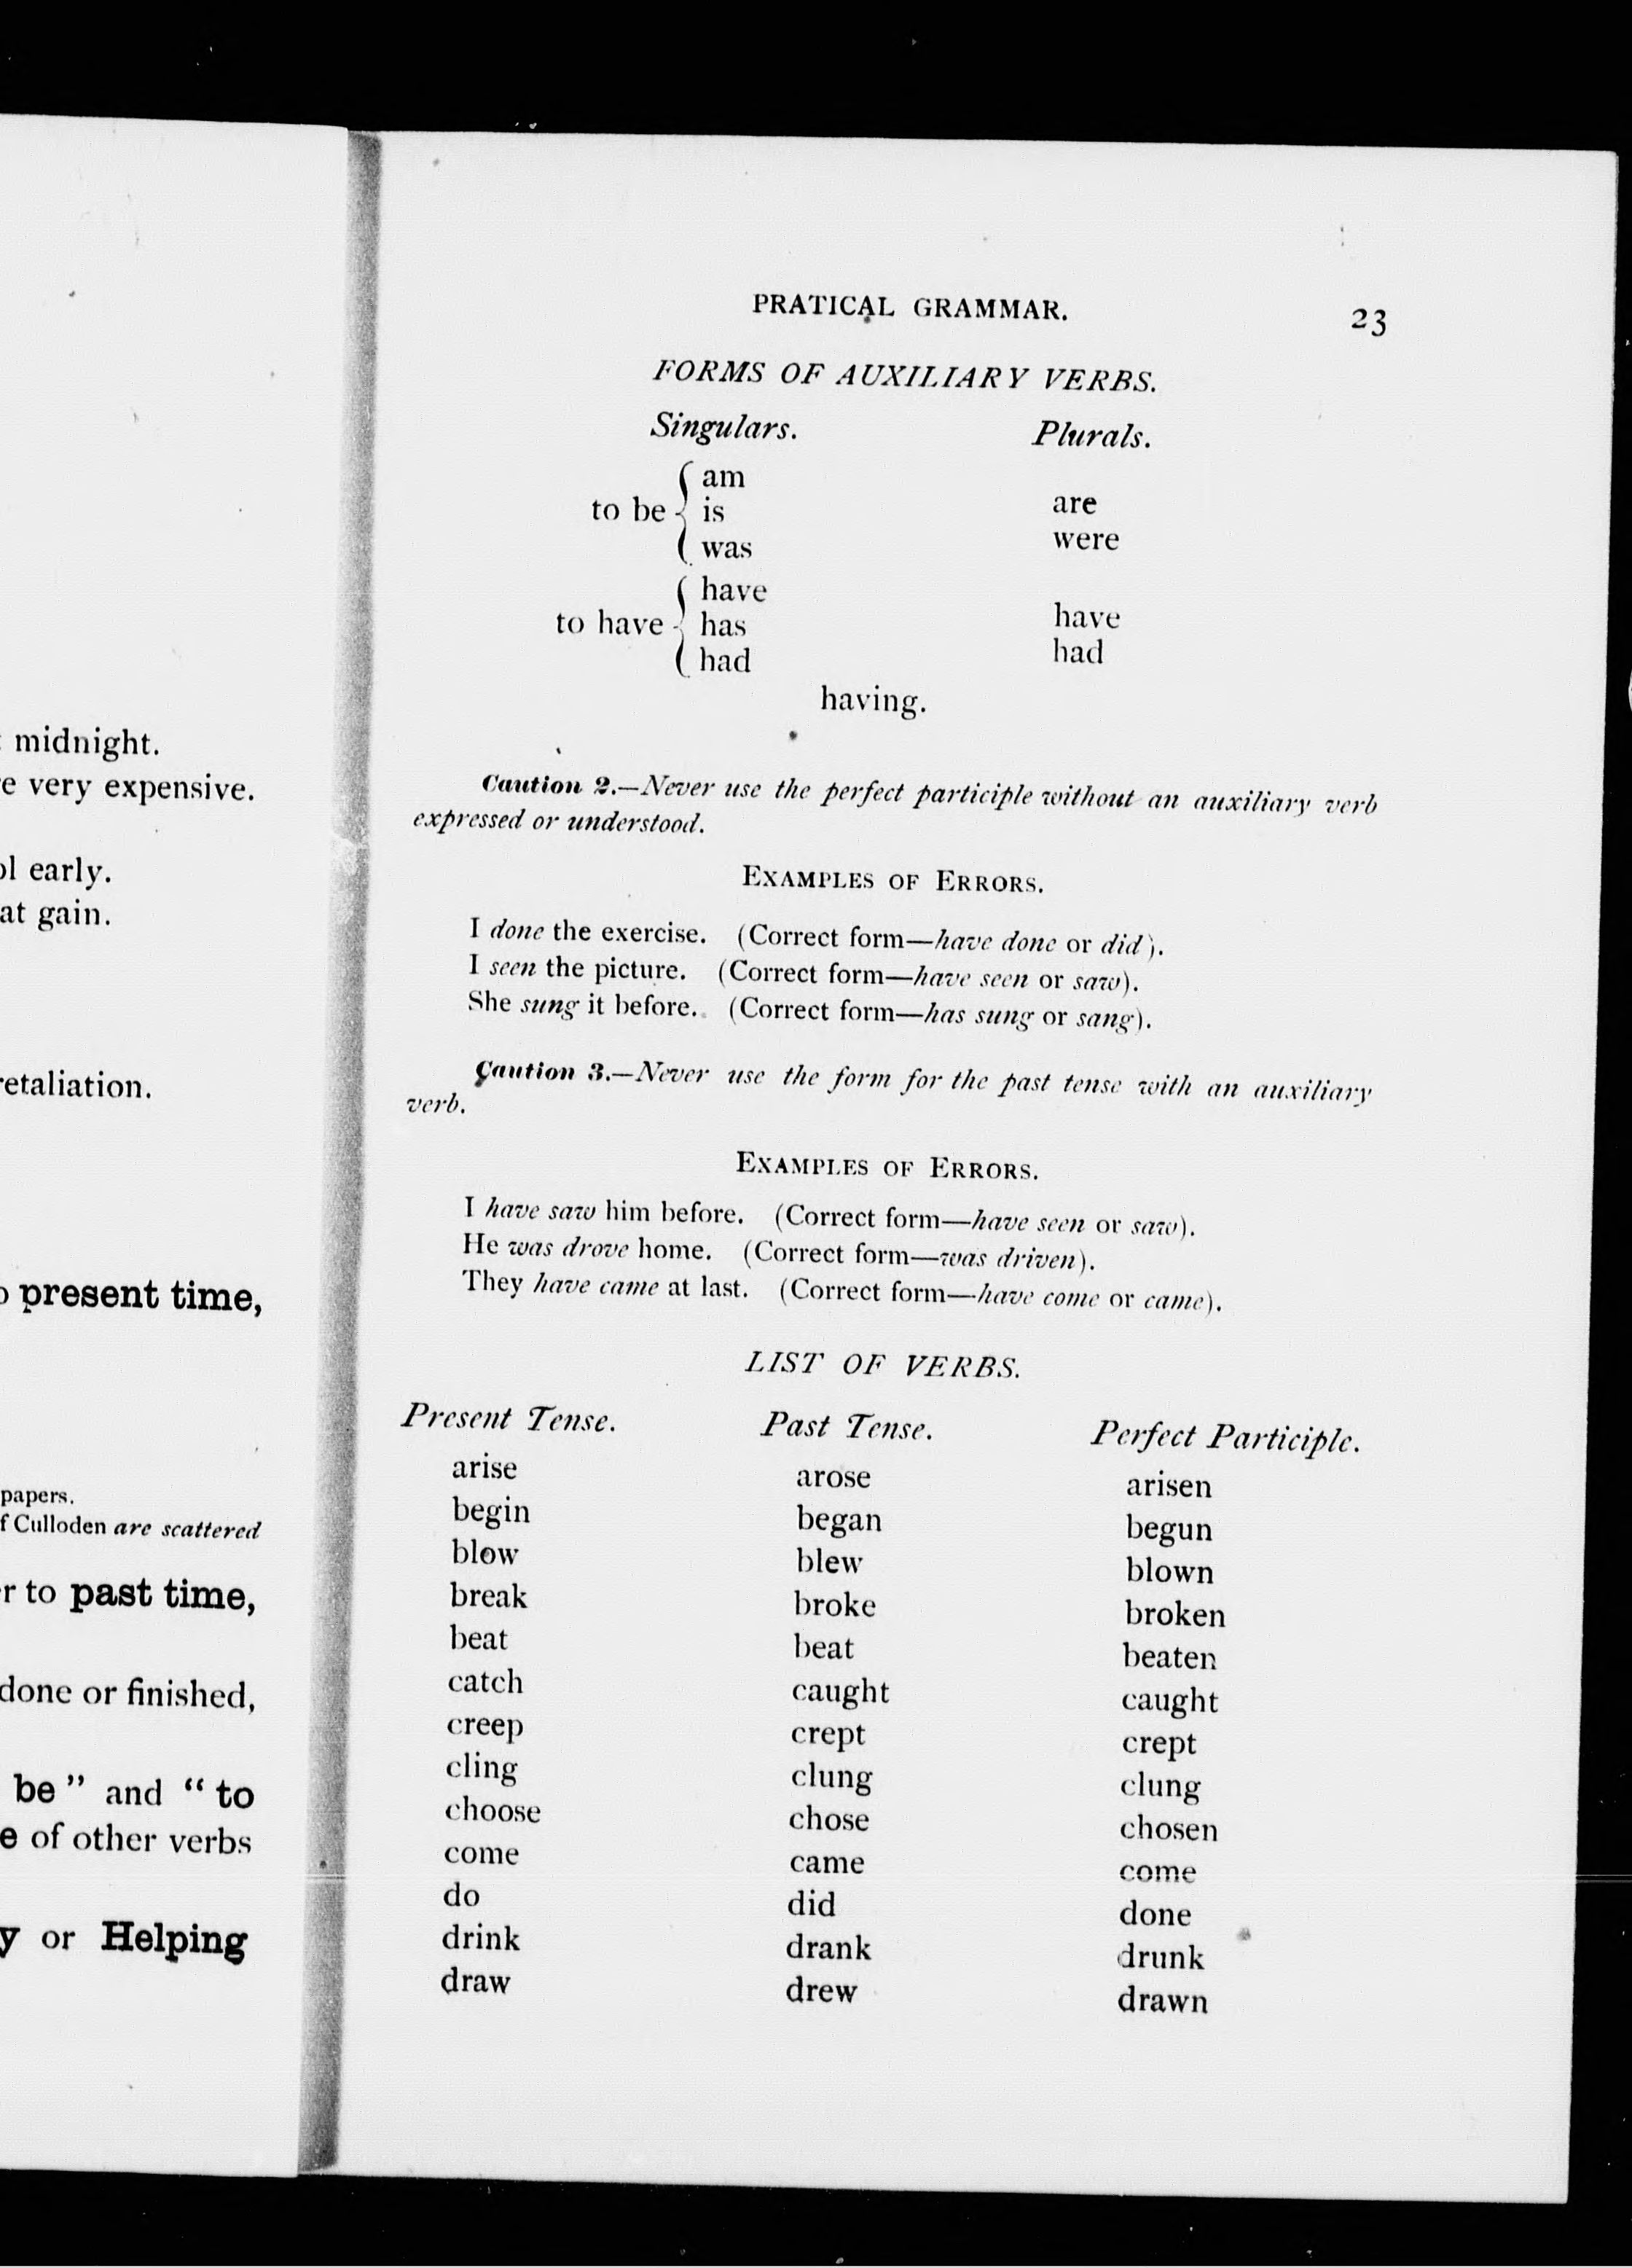 midnight.
very expensive.
early.
at gain.
retaliation.
present time,
papers.
f Culloden are scattered
r to past time,
done or finished,
be” and “to
e of other verbs
y or Helping
PRATICAL GRAMMAR.
23
FORMS OF AUXILIARY VERBS.
Singulars. Plurals.
am
to be is are
was were
have
to have has have
had had
having.
Caution 2.—Never use the perfect participle without an auxiliary verb
expressed or understood.
EXAMPLES OF ERRORS.
I done the exercise. (Correct form—have done or did).
I seen the picture. (Correct form—have seen or saw).
She sung it before. (Correct form—has sung or sang).
Caution 3.—Never use the form for the past tense with an auxiliary
verb.
EXAMPLES OF ERRORS.
I have saw him before. (Correct form—have seen or saw).
He was drove home. (Correct form—was driven).
They have came at last. (Correct form—have come or came).
LIST OF VERBS.
Present Tense. Past Tense. Perfect Participle.
arise arose arisen
begin began begun
blow blew blown
break broke broken
beat beat beaten
catch caught caught
creep crept crept
cling clung clung
choose chose chosen
come came come
do did done
drink drank drunk
draw drew drawn